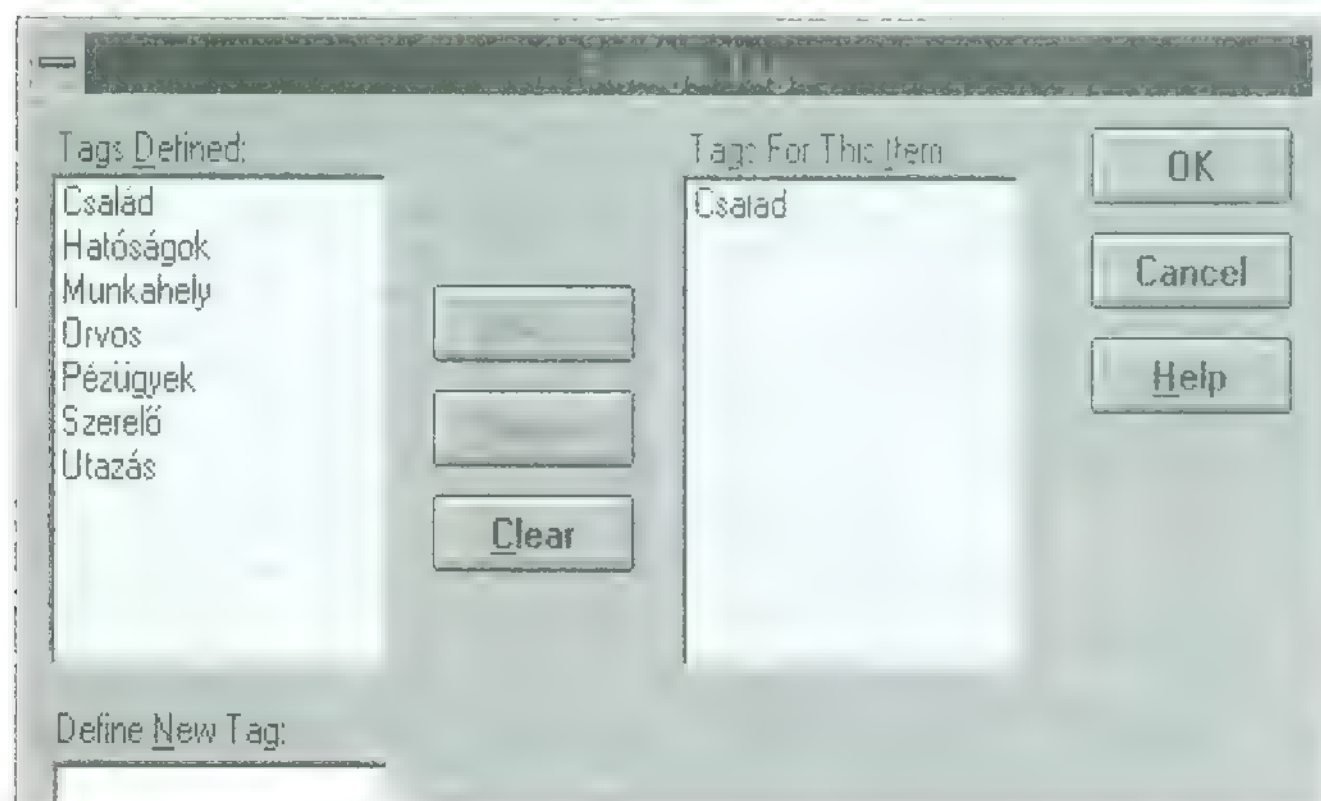 Tags Defined:
Család
Hatóságok
Munkahely
Orvos
Pézügyek
Szerelő
Utazás
Clear
Tags For This Item
Család
OK
Cancel
Help
Define New Tag: